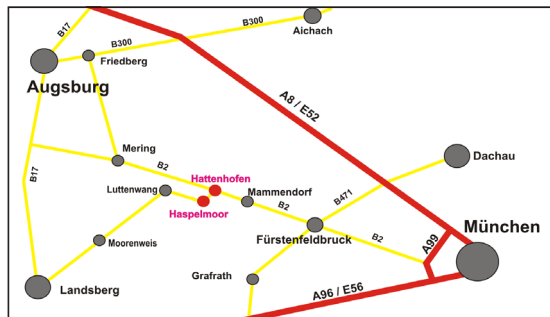 B17
B300
Aichach
Friedberg
Augsburg
A8 / E52
Mering
B2
Hattenhofen
Dachau
B17
Luttenwang
Mammendorf
B471
Haspelmoor
B2
München
Fürstenfeldbruck
Moorenweis
B2
A99
Grafrath
Landsberg
A96 / E56